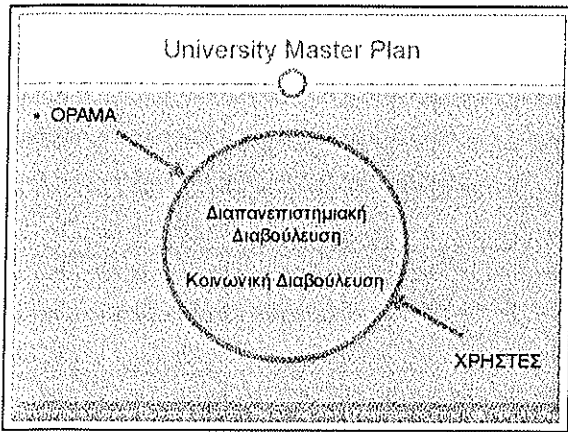 University Master Plan
• ΟΡΑΜΑ
Διαπανεπιστημιακή
Διαβούλευση
Κοινωνική Διαβούλευση
ΧΡΗΣΤΕΣ